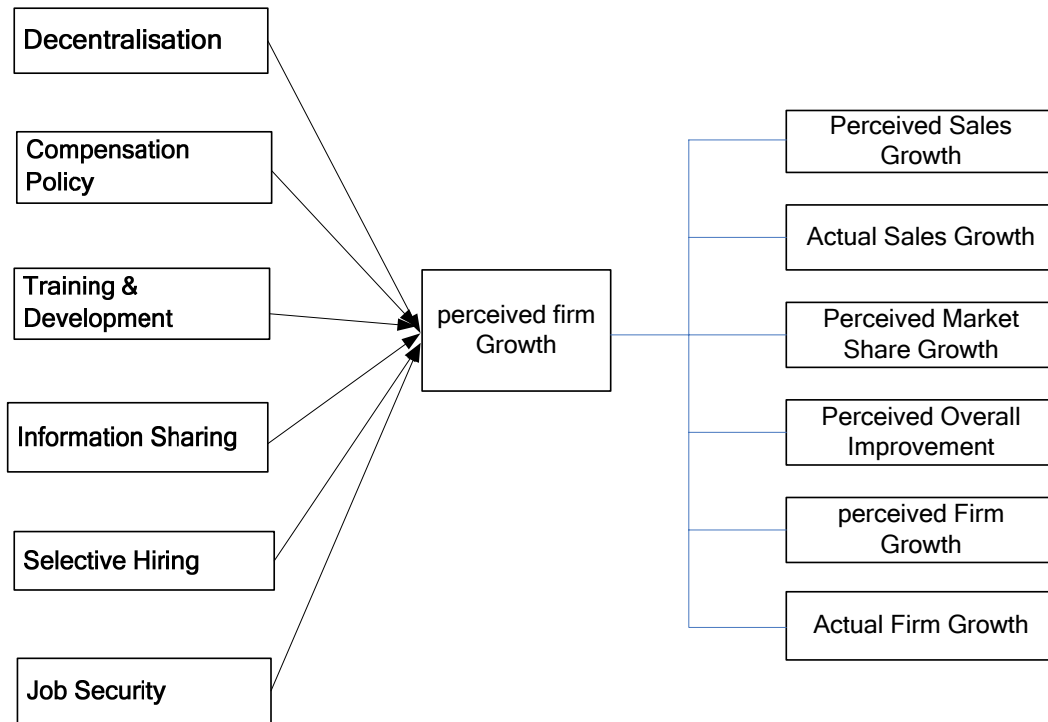 Decentralisation
Compensation
Policy
Training &
Development
Information Sharing
Selective Hiring
Job Security
perceived firm
Growth
Perceived Sales
Growth
Actual Sales Growth
Perceived Market
Share Growth
Perceived Overall
Improvement
perceived Firm
Growth
Actual Firm Growth